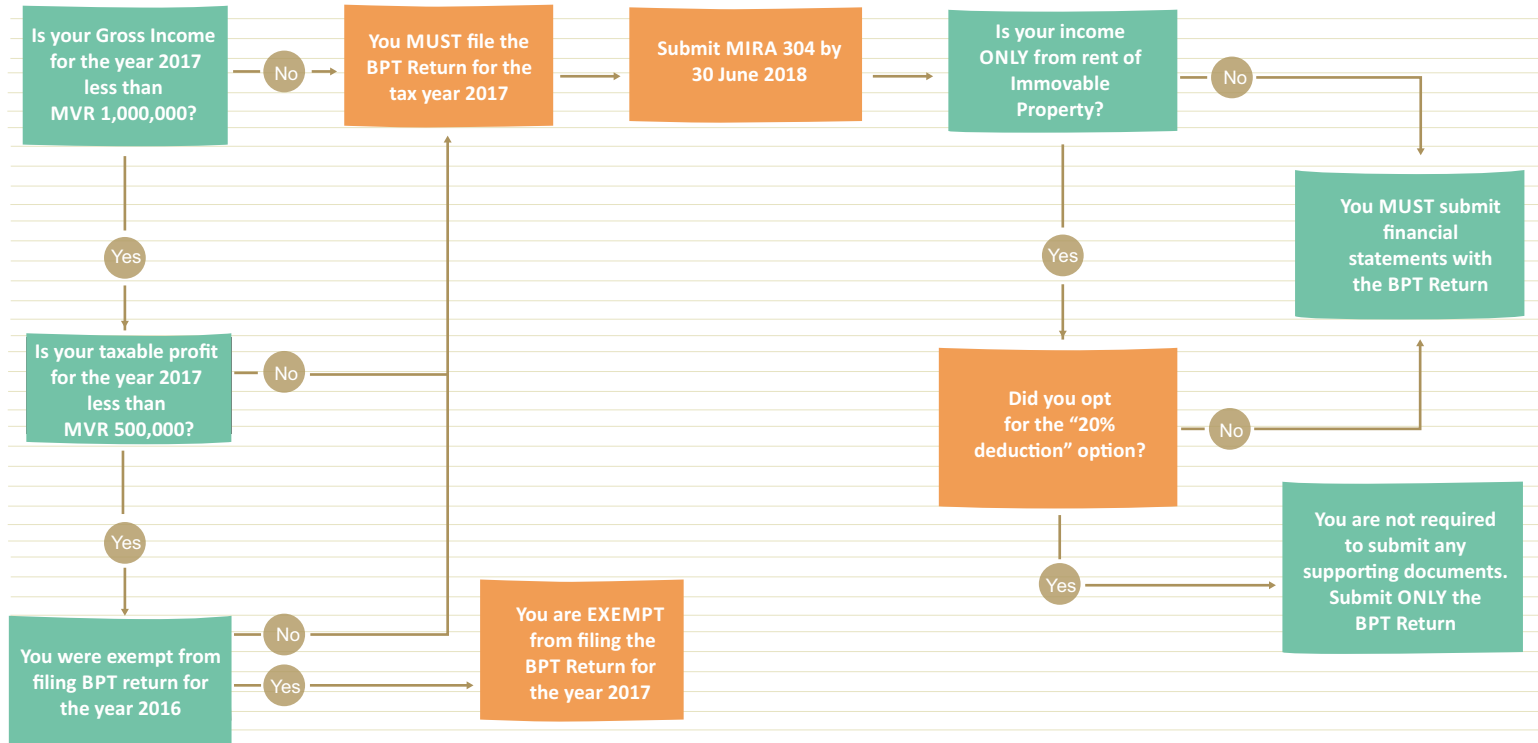 Is your Gross Income
for the year 2017
less than
MVR 1,000,000?
No
You MUST file the
BPT Return for the
tax year 2017
Submit MIRA 304 by
30 June 2018
Is your income
ONLY from rent of
Immovable
Property?
No
You MUST submit
financial
statements with
the BPT Return
Yes
Yes
Is your taxable profit
for the year 2017
less than
MVR 500,000?
No
Did you opt
for the “20%
deduction” option?
No
Yes
You are not required
to submit any
supporting documents.
Submit ONLY the
BPT Return
Yes
You were exempt from
filing BPT return for
the year 2016
No
Yes
You are EXEMPT
from filing the
BPT Return for
the year 2017